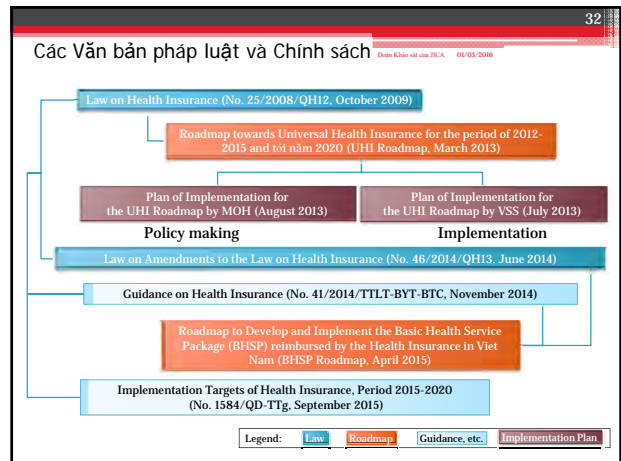 32
Các Văn bản pháp luật và Chính sách Đoàn Khảo sát của JICA 01/03/2016
Law on Health Insurance (No. 25/2008/QH12, October 2009)
Roadmap towards Universal Health Insurance for the period of 2012-
2015 and tới năm 2020 (UHI Roadmap, March 2013)
Plan of Implementation for
the UHI Roadmap by MOH (August 2013)
Plan of Implementation for
the UHI Roadmap by VSS (July 2013)
Policy making
Implementation
Law on Amendments to the Law on Health Insurance (No. 46/2014/QH13, June 2014)
Guidance on Health Insurance (No. 41/2014/TTLT-BYT-BTC, November 2014)
Roadmap to Develop and Implement the Basic Health Service
Package (BHSP) reimbursed by the Health Insurance in Viet
Nam (BHSP Roadmap, April 2015)
Implementation Targets of Health Insurance, Period 2015-2020
(No. 1584/QD-TTg, September 2015)
Legend: Law Roadmap Guidance, etc. Implementation Plan